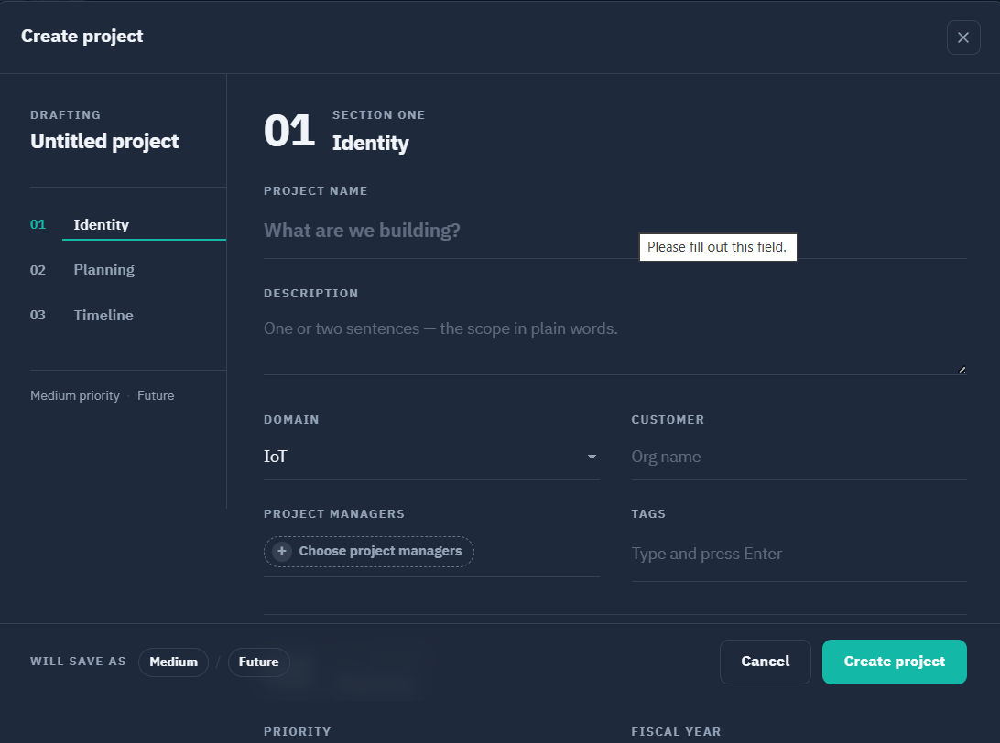 Create project
DRAFTING
Untitled project
01 Identity
02 Planning
03 Timeline
Medium priority · Future
01
SECTION ONE
Identity
PROJECT NAME
What are we building?
Please fill out this field.
DESCRIPTION
One or two sentences — the scope in plain words.
DOMAIN
IoT
CUSTOMER
Org name
PROJECT MANAGERS
+ Choose project managers
TAGS
Type and press Enter
WILL SAVE AS Medium / Future
Cancel
Create project
PRIORITY
FISCAL YEAR